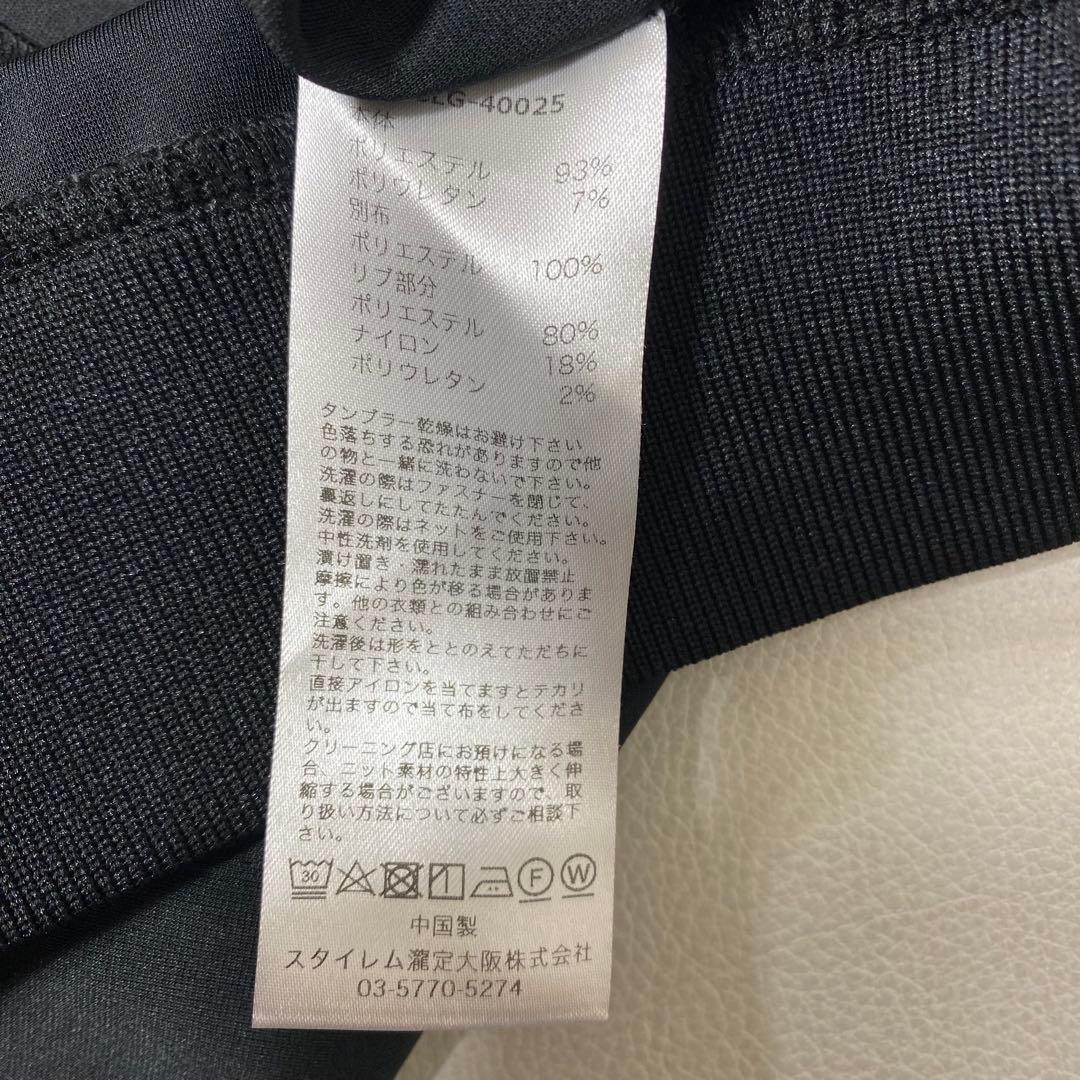 LG-40025
本体
ポリエステル 93%
ポリウレタン 7%
別布
ポリエステル 100%
リブ部分
ポリエステル 80%
ナイロン 18%
ポリウレタン 2%
タンブラー乾燥はお避け下さい
色落ちする恐れがありますので他
の物と一緒に洗わないで下さい。
洗濯の際はファスナーを閉じて、
裏返しにしてたたんでください。
洗濯の際はネットをご使用下さい。
中性洗剤を使用してください。
漬け置き・濡れたまま放置禁止
摩擦により色が移る場合がありま
す。他の衣類との組み合わせにご
注意ください。
洗濯後は形をととのえてただちに
干して下さい。
直接アイロンを当てますとテカリ
が出ますので当て布をしてくださ
い。
クリーニング店にお預けになる場
合、ニット素材の特性上大きく伸
縮する場合がございますので、取
り扱い方法について必ずご相談下
さい。
30 F W
中国製
スタイレム瀧定大阪株式会社
03-5770-5274